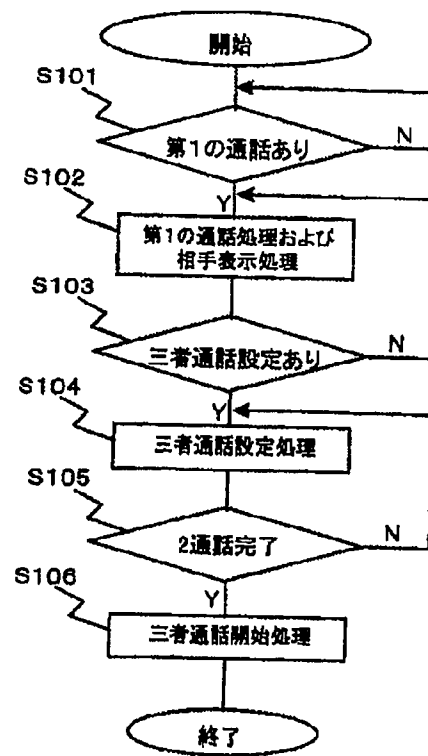 開始
S101
第1の通話あり
N
S102
Y
第1の通話処理および
相手表示処理
S103
三者通話設定あり
N
S104
Y
三者通話設定処理
S105
2通話完了
N
S106
Y
三者通話開始処理
終了